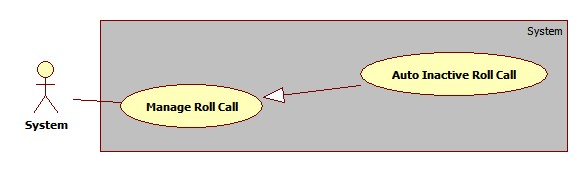 System
Auto Inactive Roll Call
Manage Roll Call
System